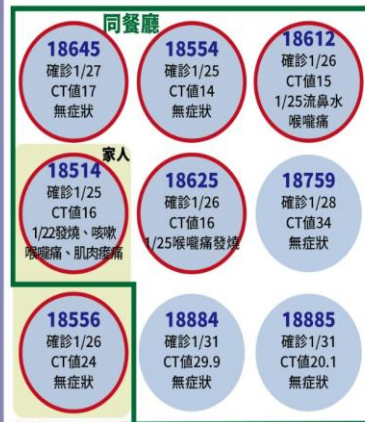 同餐廳
18645
確診1/27
CT值17
無症狀
18554
確診1/25
CT值14
無症狀
18612
確診1/26
CT值15
1/25流鼻水
喉嚨痛
家人
18514
確診1/25
CT值16
1/22發燒、咳嗽
喉嚨痛、肌肉痠痛
18625
確診1/26
CT值16
1/25喉嚨痛發燒
18759
確診1/28
CT值34
無症狀
18556
確診1/26
CT值24
無症狀
18884
確診1/31
CT值29.9
無症狀
18885
確診1/31
CT值20.1
無症狀